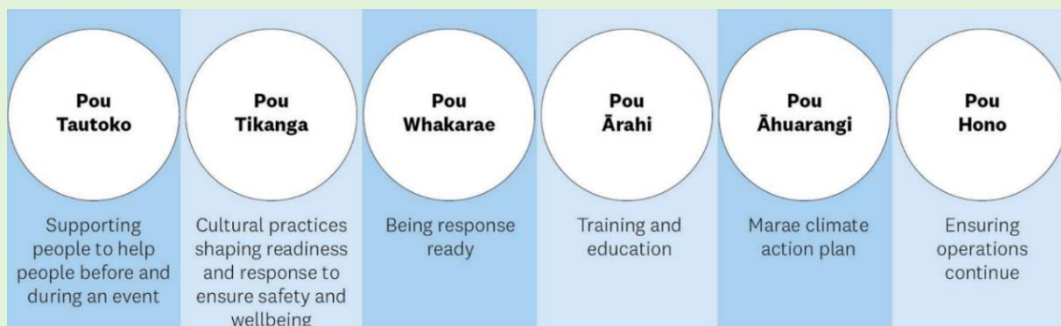 Pou
Tautoko
Supporting
people to help
people before and
during an event
Pou
Tikanga
Cultural practices
shaping readiness
and response to
ensure safety and
wellbeing
Pou
Whakarae
Being response
ready
Pou
Ārahi
Training and
education
Pou
Āhuarangi
Marae climate
action plan
Pou
Hono
Ensuring
operations
continue